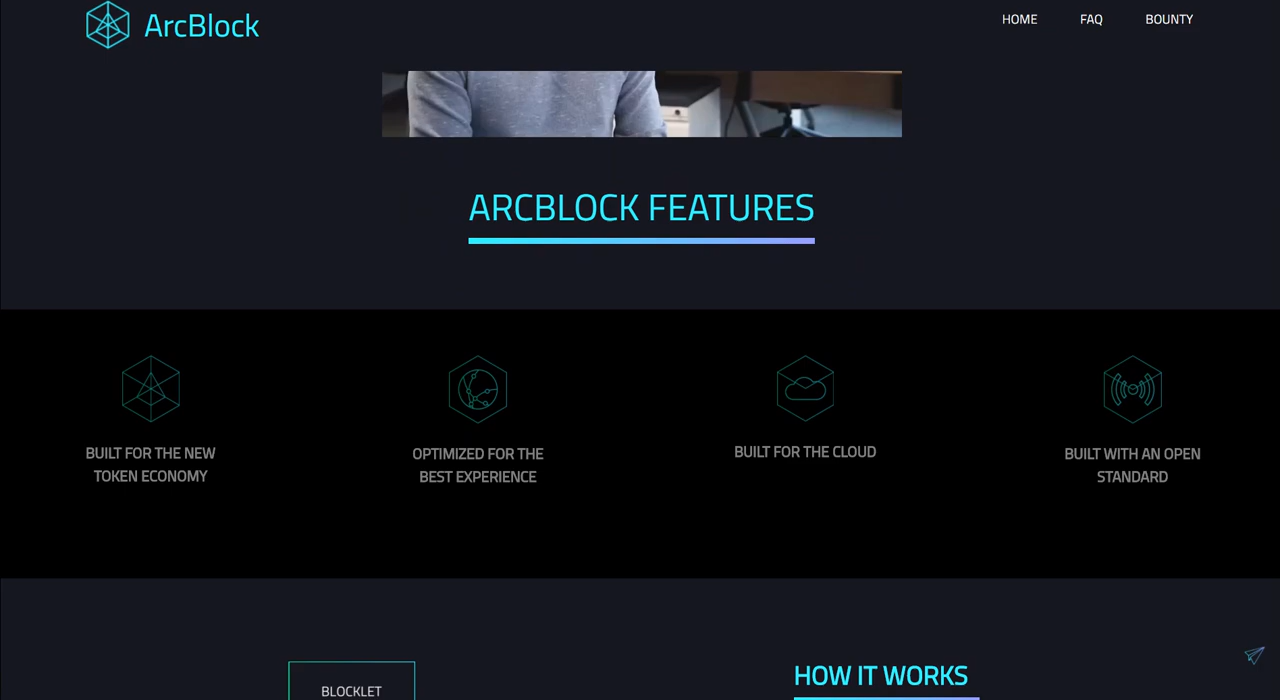 ArcBlock
HOME
FAQ
BOUNTY
ARCBLOCK FEATURES
BUILT FOR THE NEW
TOKEN ECONOMY
OPTIMIZED FOR THE
BEST EXPERIENCE
BUILT FOR THE CLOUD
BUILT WITH AN OPEN
STANDARD
BLOCKLET
HOW IT WORKS